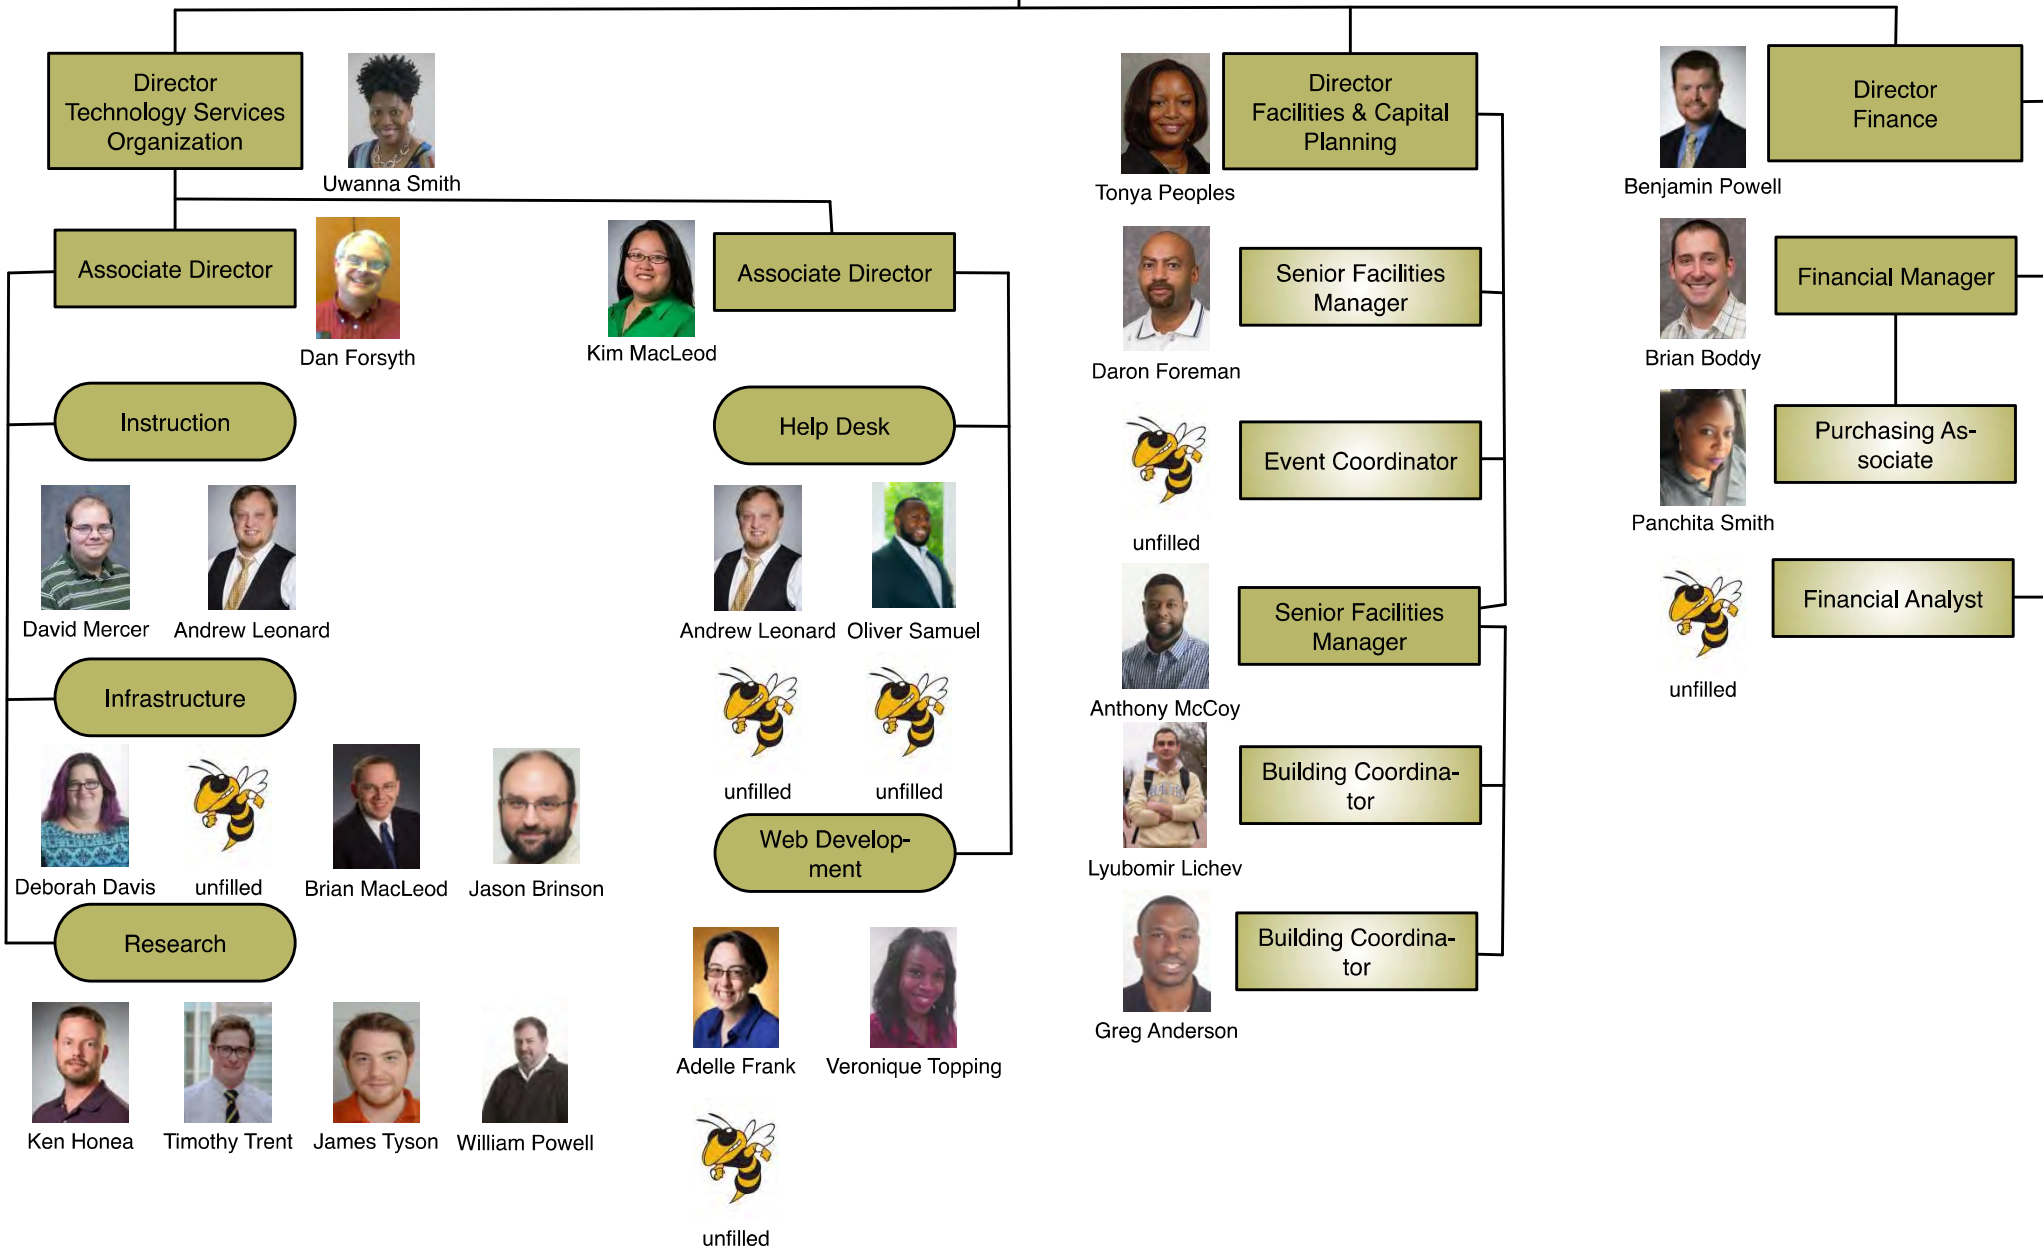 Director
Technology Services
Organization
Uwanna Smith
Associate Director
Dan Forsyth
Instruction
David Mercer
Andrew Leonard
Infrastructure
Deborah Davis
unfilled
Brian MacLeod
Jason Brinson
Research
Ken Honea
Timothy Trent
James Tyson
William Powell
Kim MacLeod
Associate Director
Help Desk
Andrew Leonard
Oliver Samuel
unfilled
unfilled
Web Develop-
ment
Adelle Frank
Veronique Topping
unfilled
Tonya Peoples
Director
Facilities & Capital
Planning
Daron Foreman
Senior Facilities
Manager
unfilled
Event Coordinator
Anthony McCoy
Senior Facilities
Manager
Lyubomir Lichev
Building Coordina-
tor
Greg Anderson
Building Coordina-
tor
Benjamin Powell
Director
Finance
Brian Boddy
Financial Manager
Panchita Smith
Purchasing As-
sociate
unfilled
Financial Analyst